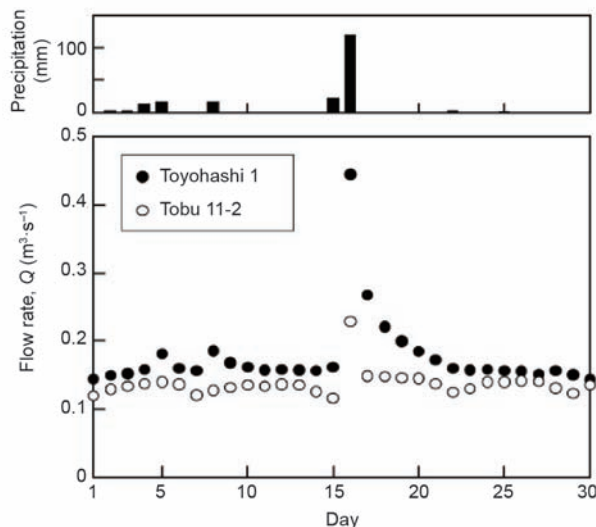 Precipitation
(mm)
100
0
0.5
0.4
0.3
0.2
0.1
0
Flow rate, Q (m³·s⁻¹)
Toyohashi 1
Tobu 11-2
1 5 10 15 20 25 30
Day